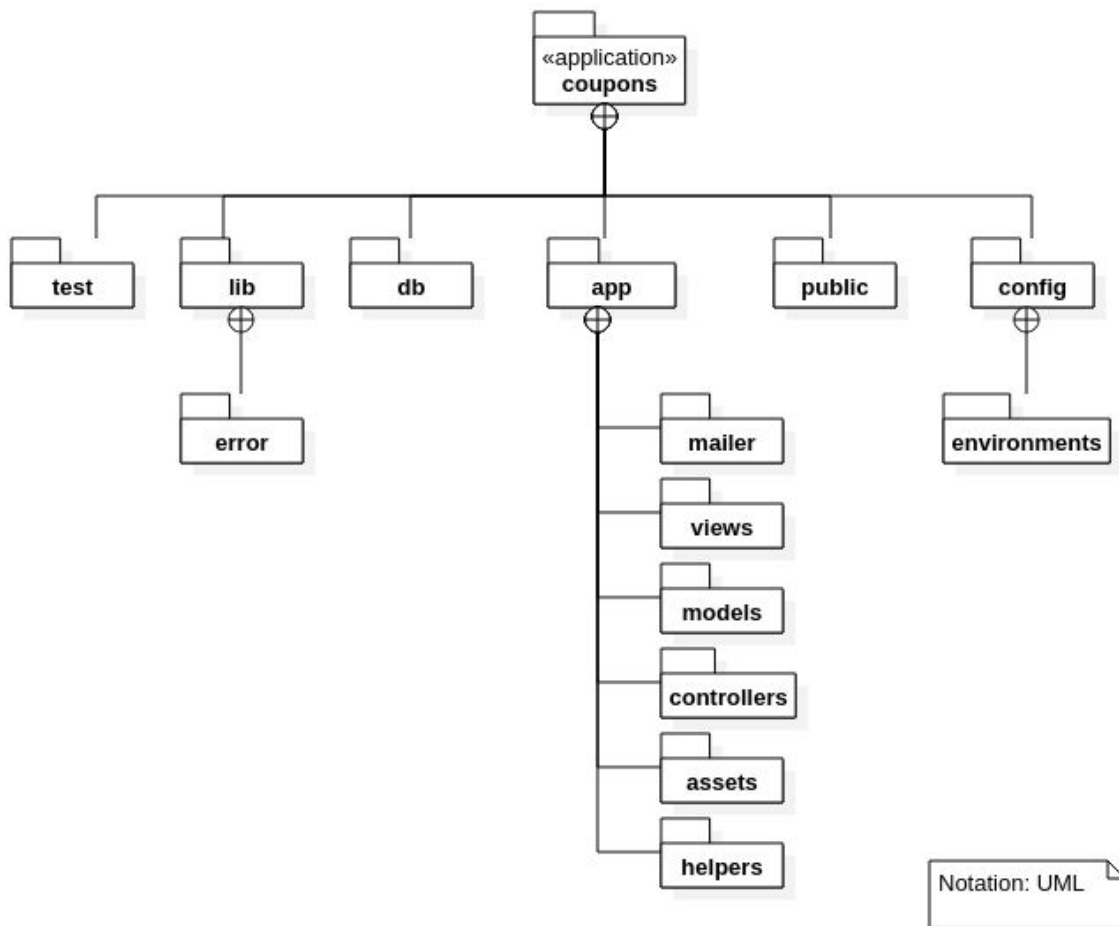 «application»
coupons
test
lib
db
app
public
config
error
mailer
environments
views
models
controllers
assets
helpers
Notation: UML